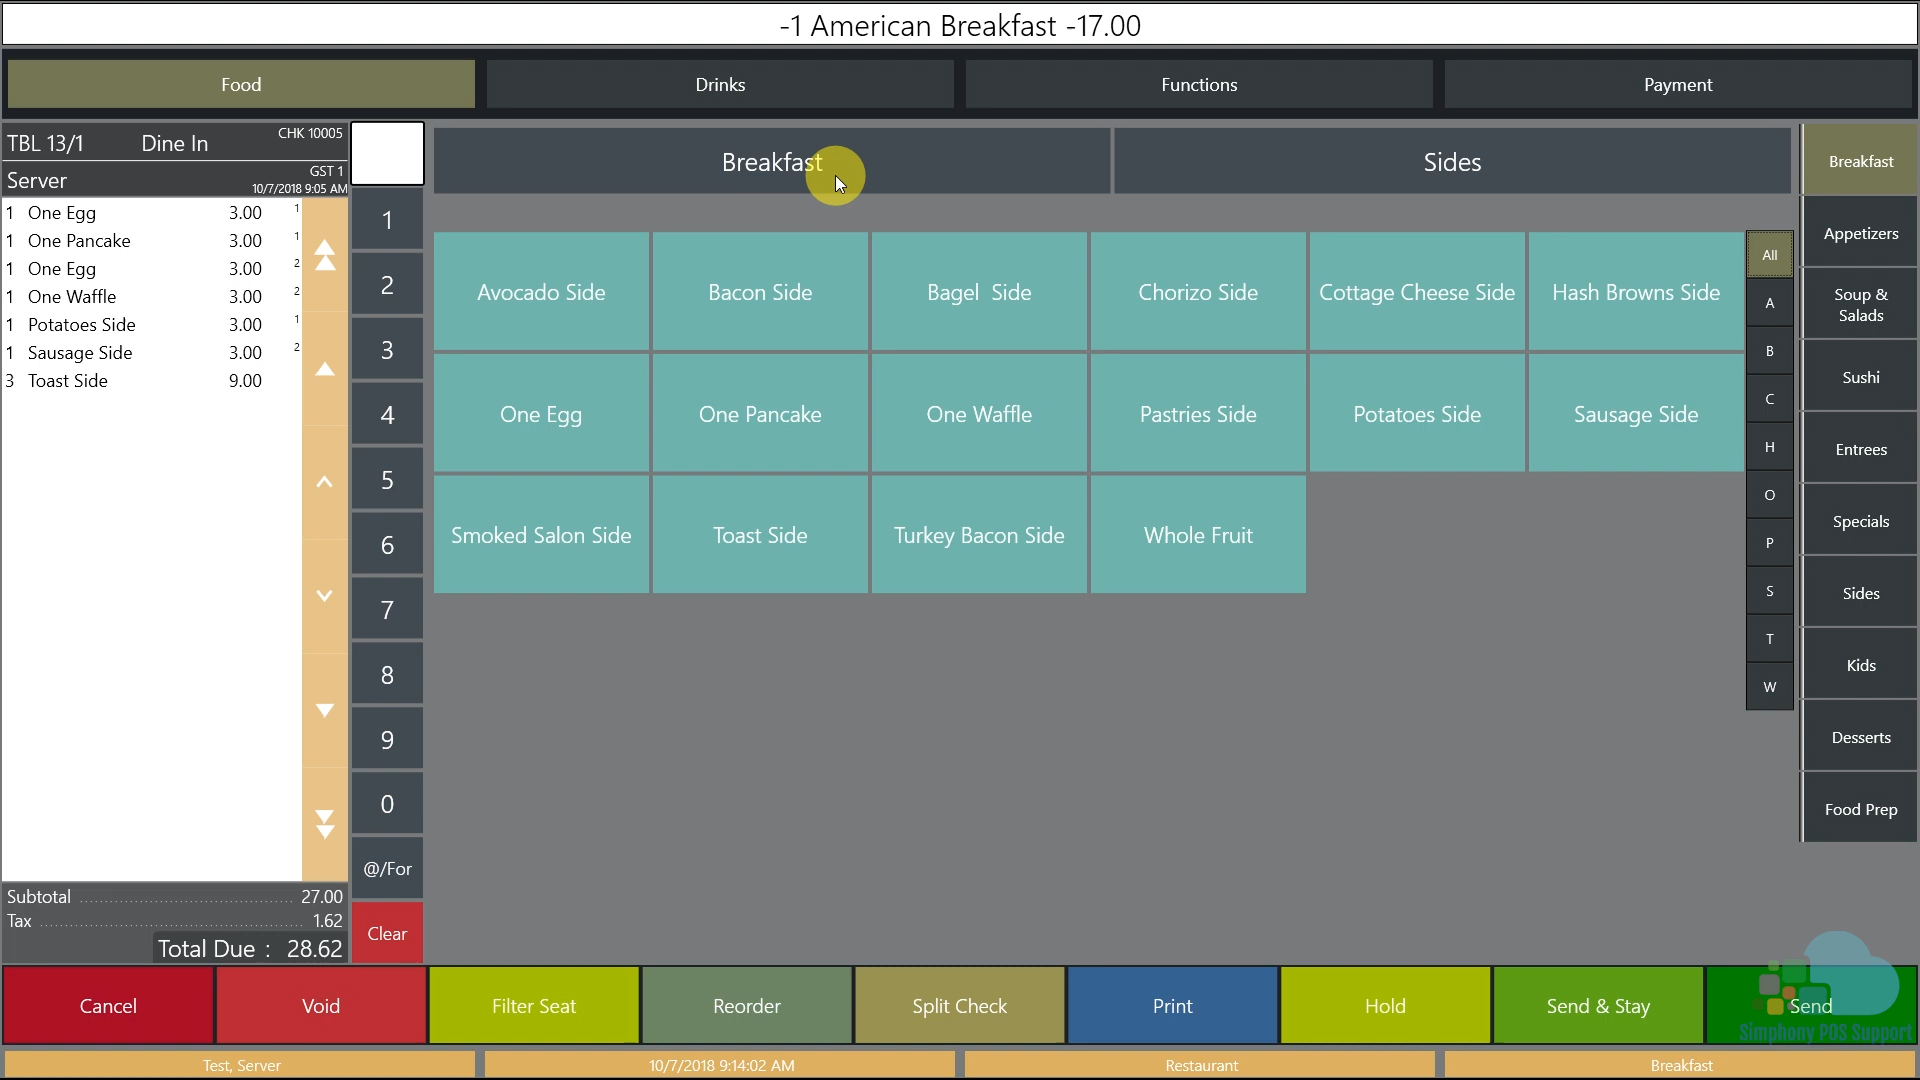 -1 American Breakfast -17.00
Food
Drinks
Functions
Payment
TBL 13/1 Dine In CHK 10005
Server GST 1
10/7/2018 9:05 AM
1 One Egg 3.00 1
1 One Pancake 3.00 1
1 One Egg 3.00 2
1 One Waffle 3.00 2
1 Potatoes Side 3.00 1
1 Sausage Side 3.00 2
3 Toast Side 9.00
Subtotal 27.00
Tax 1.62
Total Due : 28.62
1
2
3
4
5
6
7
8
9
0
@/For
Clear
Breakfast
Sides
Avocado Side
Bacon Side
Bagel Side
Chorizo Side
Cottage Cheese Side
Hash Browns Side
One Egg
One Pancake
One Waffle
Pastries Side
Potatoes Side
Sausage Side
Smoked Salon Side
Toast Side
Turkey Bacon Side
Whole Fruit
All
A
B
C
H
O
P
S
T
W
Breakfast
Appetizers
Soup &
Salads
Sushi
Entrees
Specials
Sides
Kids
Desserts
Food Prep
Cancel
Void
Filter Seat
Reorder
Split Check
Print
Hold
Send & Stay
Send
Simphony POS Support
Test, Server
10/7/2018 9:14:02 AM
Restaurant
Breakfast